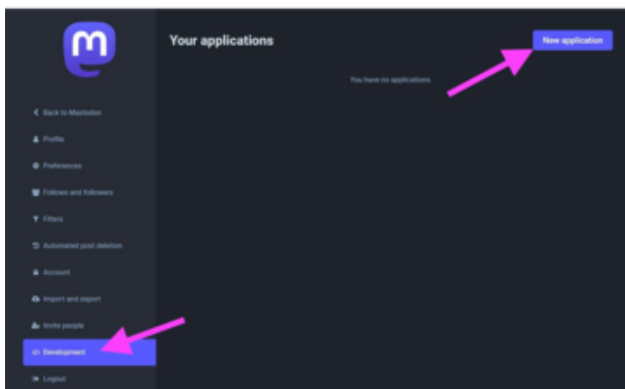 Your applications
New application
You have no applications.
Back to Mastodon
Profile
Preferences
Follows and followers
Filters
Automated post deletion
Account
Import and export
Invite people
Development
Logout